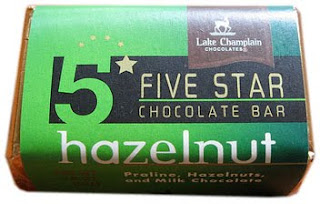 Lake Champlain
CHOCOLATES
5 FIVE STAR
CHOCOLATE BAR
hazelnut
Praline, Hazelnuts,
and Milk Chocolate